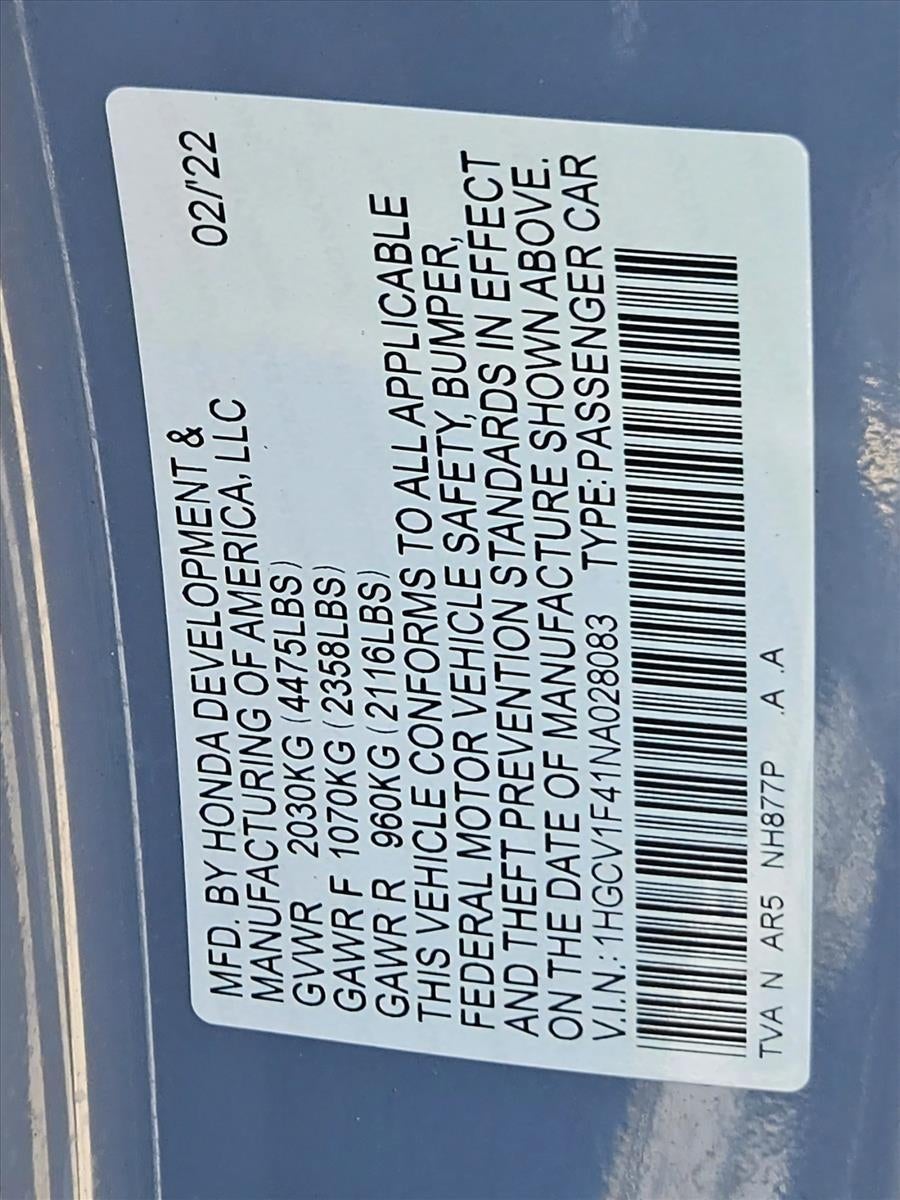 MFD. BY HONDA DEVELOPMENT & 02/'22
MANUFACTURING OF AMERICA, LLC
GVWR 2030KG (4475LBS)
GAWR F 1070KG (2358LBS)
GAWR R 960KG (2116LBS)
THIS VEHICLE CONFORMS TO ALL APPLICABLE
FEDERAL MOTOR VEHICLE SAFETY, BUMPER,
AND THEFT PREVENTION STANDARDS IN EFFECT
ON THE DATE OF MANUFACTURE SHOWN ABOVE.
V.I.N.: 1HGCV1F41NA028083 TYPE: PASSENGER CAR
TVA N AR5 NH877P .A .A